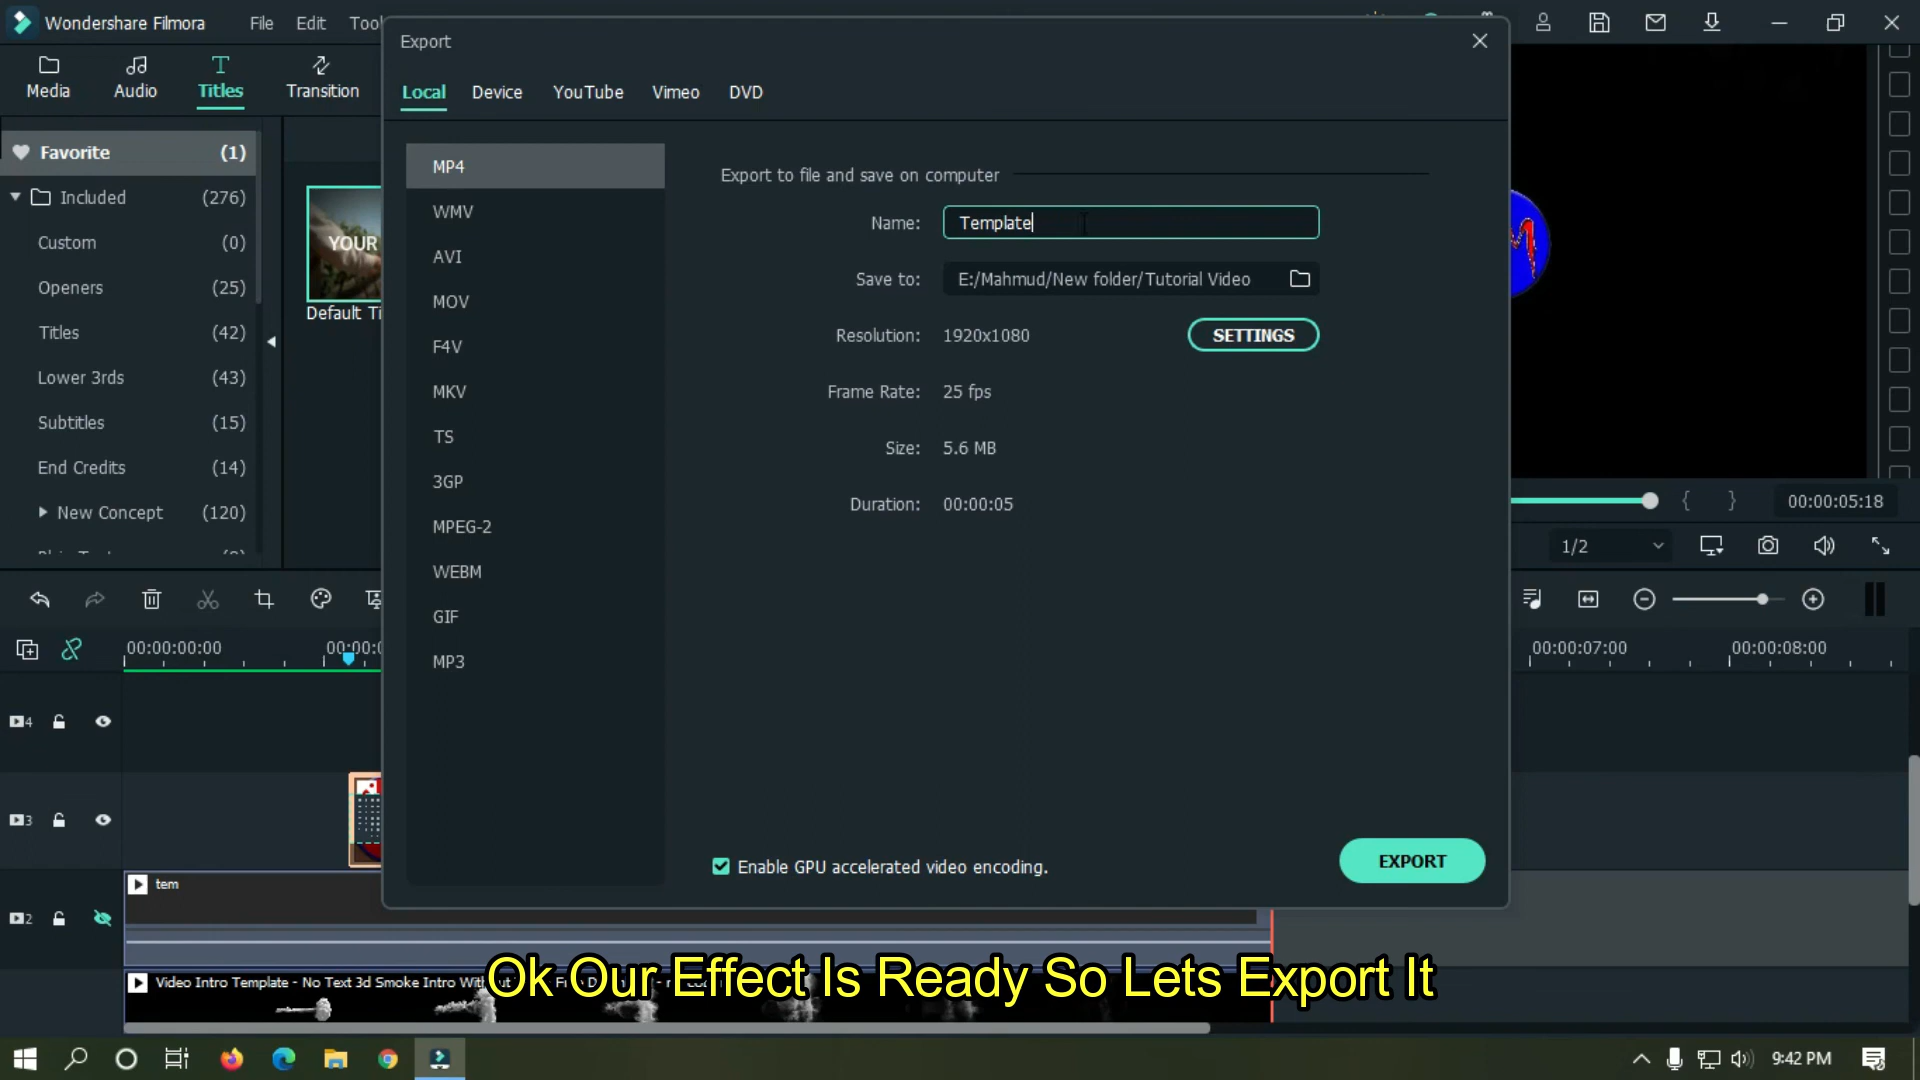 Wondershare Filmora
File
Edit
Export
Media
Audio
Titles
Transition
Local
Device
YouTube
Vimeo
DVD
Favorite (1)
Included (276)
Custom (0)
Openers (25)
Titles (42)
Lower 3rds (43)
Subtitles (15)
End Credits (14)
New Concept (120)
YOUR
MP4
WMV
AVI
MOV
F4V
MKV
TS
3GP
MPEG-2
WEBM
GIF
MP3
Export to file and save on computer
Name: Template
Save to: E:/Mahmud/New folder/Tutorial Video
Resolution: 1920x1080
SETTINGS
Frame Rate: 25 fps
Size: 5.6 MB
Duration: 00:00:05
Enable GPU accelerated video encoding.
EXPORT
{ } 00:00:05:18
1/2
00:00:00:00
00:00:07:00
00:00:08:00
4
3
2
tem
Video Intro Template - No Text 3d Smoke Intro
Ok Our Effect Is Ready So Lets Export It
9:42 PM